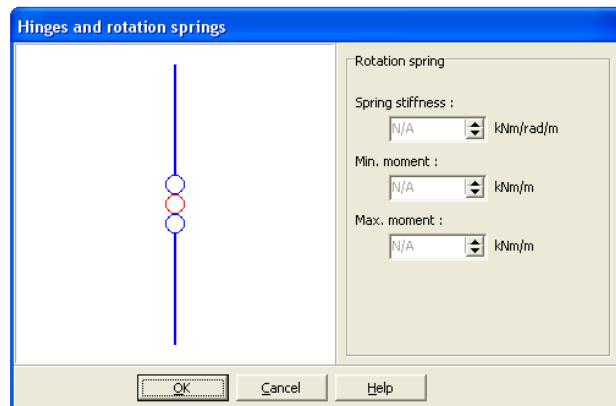 Hinges and rotation springs
Rotation spring
Spring stiffness :
N/A kNm/rad/m
Min. moment :
N/A kNm/m
Max. moment :
N/A kNm/m
OK Cancel Help